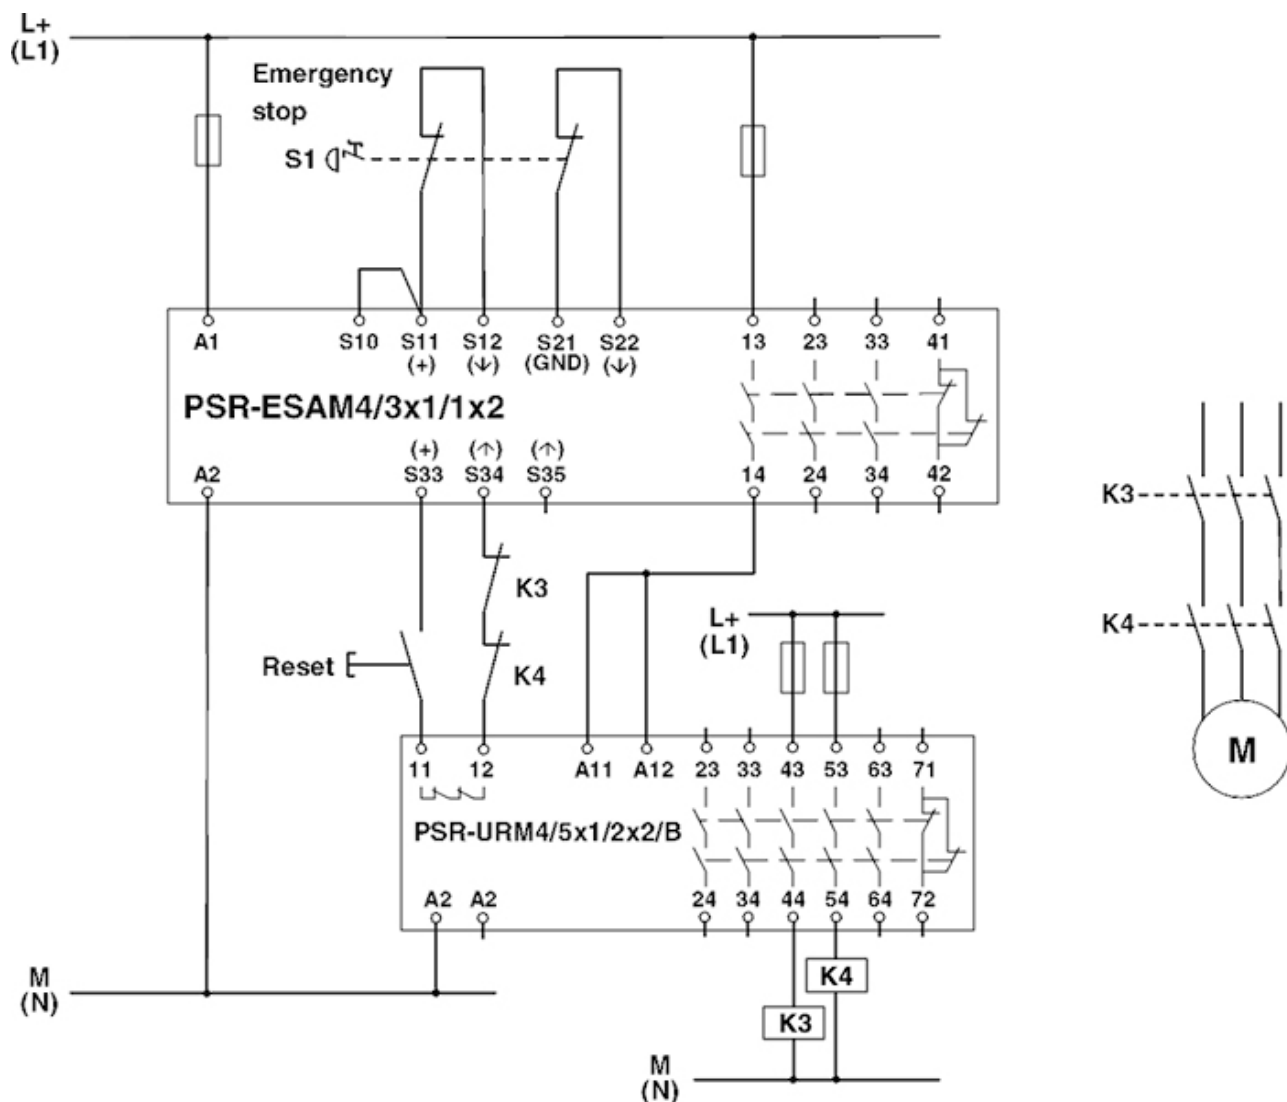 L+
(L1)
Emergency
stop
S1
A1 S10 S11 S12 S21 S22 13 23 33 41
(+) (↓) (GND) (↓)
PSR-ESAM4/3x1/1x2
(+) (↑) (↑)
A2 S33 S34 S35 14 24 34 42
K3
K3
L+
(L1)
K4
Reset
K4
M
11 12 A11 A12 23 33 43 53 63 71
PSR-URM4/5x1/2x2/B
A2 A2 24 34 44 54 64 72
M
(N)
K4
K3
M
(N)